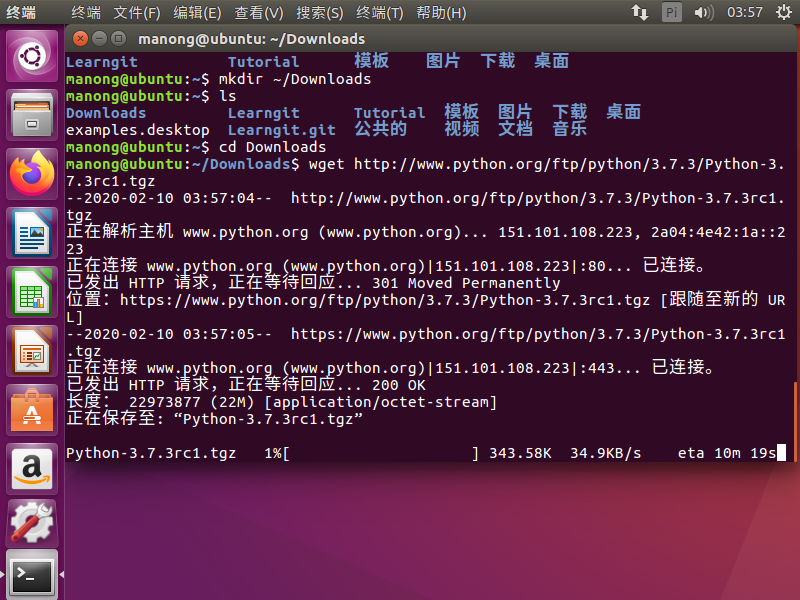 终端 终端 文件(F) 编辑(E) 查看(V) 搜索(S) 终端(T) 帮助(H) Pi 03:57
manong@ubuntu: ~/Downloads
Learngit Tutorial 模板 图片 下载 桌面
manong@ubuntu:~$ mkdir ~/Downloads
manong@ubuntu:~$ ls
Downloads Learngit Tutorial 模板 图片 下载 桌面
examples.desktop Learngit.git 公共的 视频 文档 音乐
manong@ubuntu:~$ cd Downloads
manong@ubuntu:~/Downloads$ wget http://www.python.org/ftp/python/3.7.3/Python-3.
7.3rc1.tgz
--2020-02-10 03:57:04-- http://www.python.org/ftp/python/3.7.3/Python-3.7.3rc1.
tgz
正在解析主机 www.python.org (www.python.org)... 151.101.108.223, 2a04:4e42:1a::2
23
正在连接 www.python.org (www.python.org)|151.101.108.223|:80... 已连接。
已发出 HTTP 请求，正在等待回应... 301 Moved Permanently
位置：https://www.python.org/ftp/python/3.7.3/Python-3.7.3rc1.tgz [跟随至新的 UR
L]
--2020-02-10 03:57:05-- https://www.python.org/ftp/python/3.7.3/Python-3.7.3rc1
.tgz
正在连接 www.python.org (www.python.org)|151.101.108.223|:443... 已连接。
已发出 HTTP 请求，正在等待回应... 200 OK
长度： 22973877 (22M) [application/octet-stream]
正在保存至: “Python-3.7.3rc1.tgz”
Python-3.7.3rc1.tgz 1%[ ] 343.58K 34.9KB/s eta 10m 19s